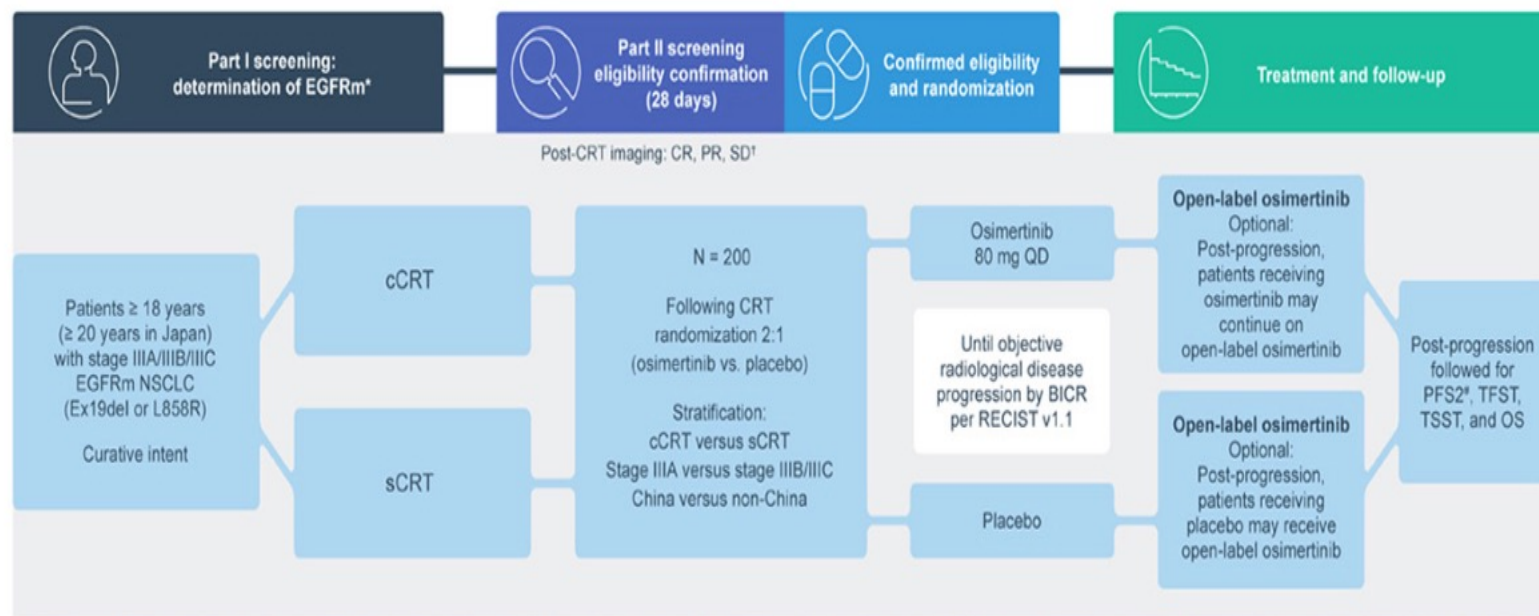 Part I screening:
determination of EGFRm*
Part II screening
eligibility confirmation
(28 days)
Confirmed eligibility
and randomization
Treatment and follow-up
Post-CRT imaging: CR, PR, SD†
Patients ≥ 18 years
(≥ 20 years in Japan)
with stage IIIA/IIIB/IIIC
EGFRm NSCLC
(Ex19del or L858R)
Curative intent
cCRT
sCRT
N = 200
Following CRT
randomization 2:1
(osimertinib vs. placebo)
Stratification:
cCRT versus sCRT
Stage IIIA versus stage IIIB/IIIC
China versus non-China
Osimertinib
80 mg QD
Until objective
radiological disease
progression by BICR
per RECIST v1.1
Placebo
Open-label osimertinib
Optional:
Post-progression,
patients receiving
osimertinib may
continue on
open-label osimertinib
Open-label osimertinib
Optional:
Post-progression,
patients receiving
placebo may receive
open-label osimertinib
Post-progression
followed for
PFS2#, TFST,
TSST, and OS